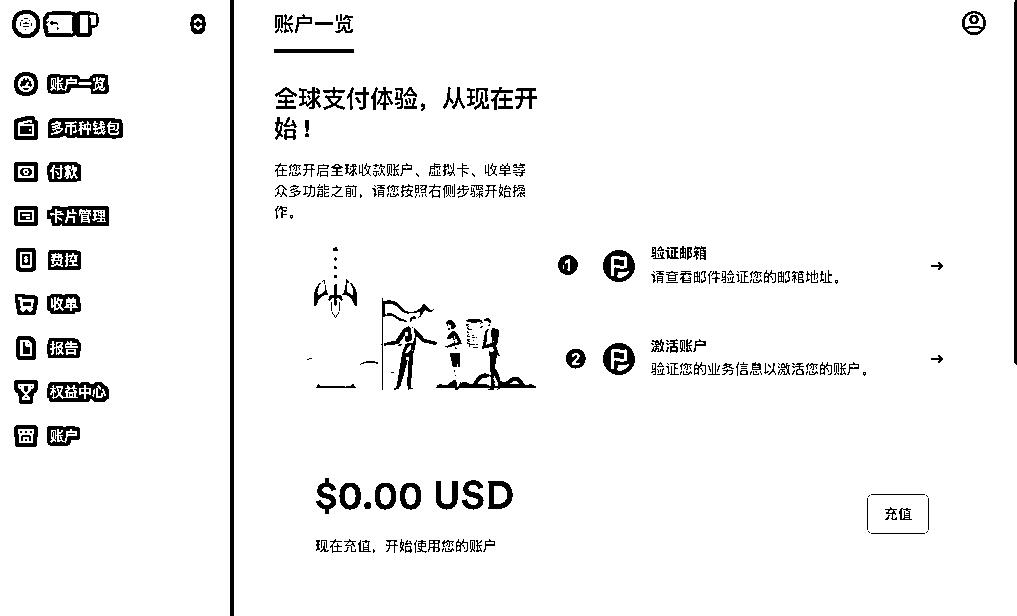 账户一览
多币种钱包
付款
卡片管理
费控
收单
报告
权益中心
账户
账户一览
全球支付体验，从现在开
始！
在您开启全球收款账户、虚拟卡、收单等
众多功能之前，请您按照右侧步骤开始操
作。
1
验证邮箱
请查看邮件验证您的邮箱地址。
2
激活账户
验证您的业务信息以激活您的账户。
$0.00 USD
现在充值，开始使用您的账户
充值